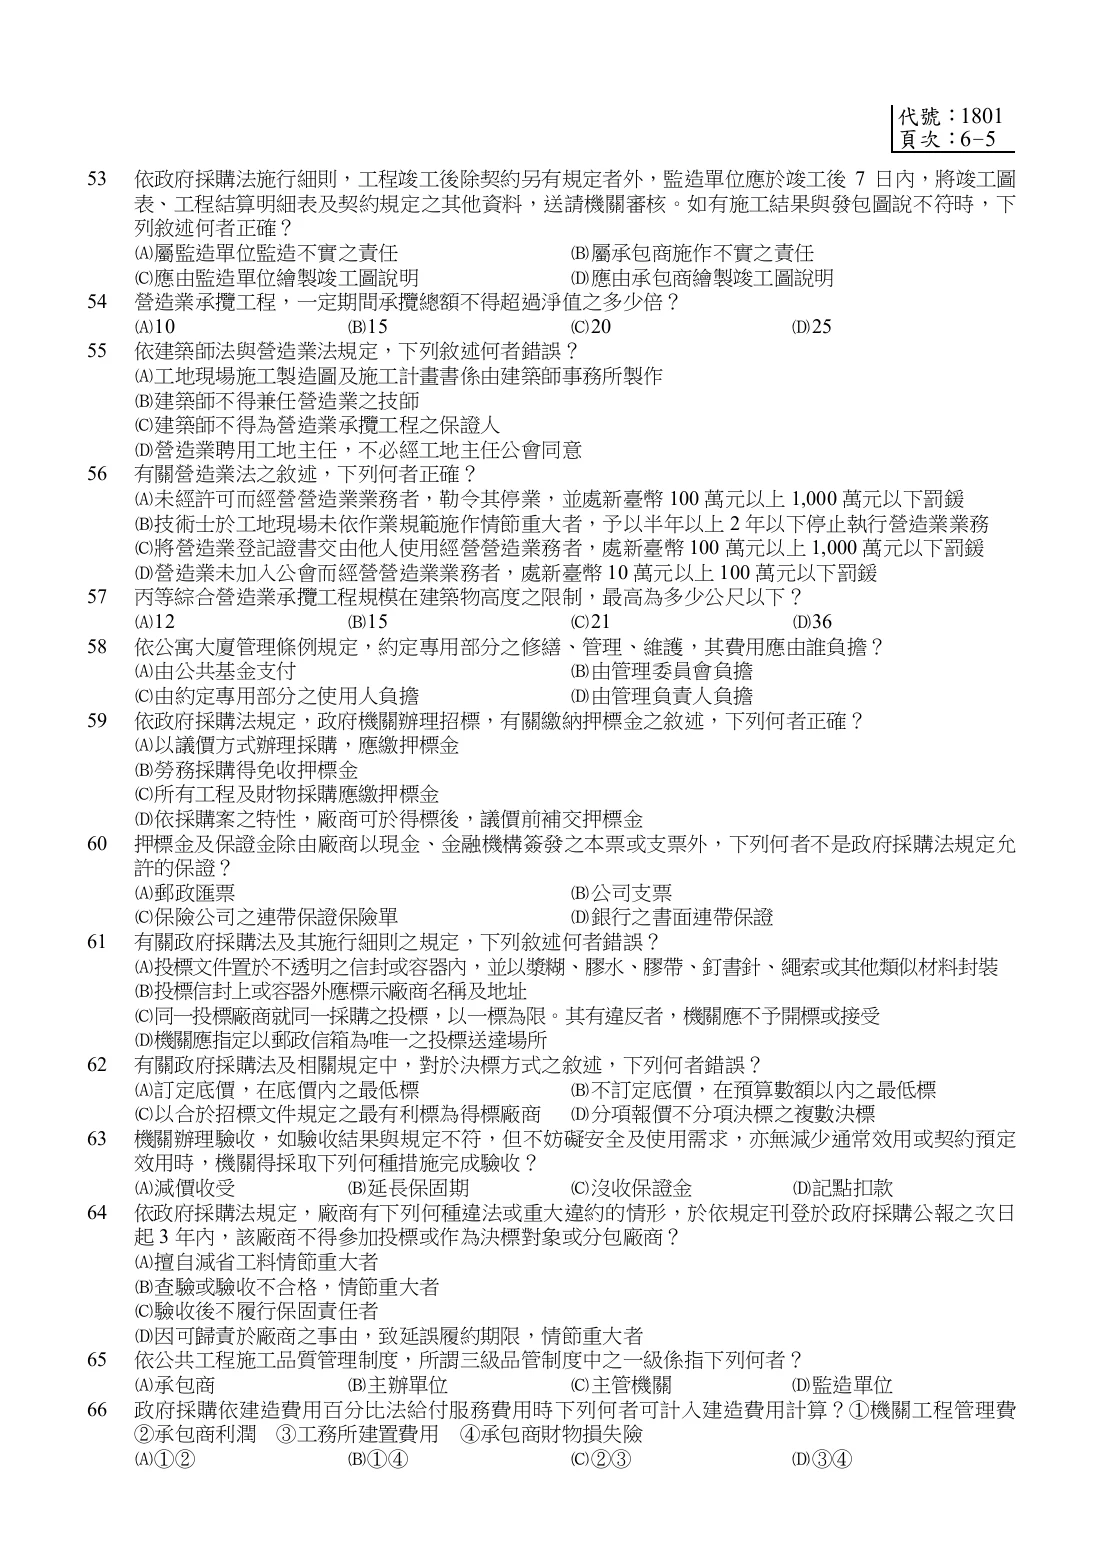 代號：1801
頁次：6－5
53 依政府採購法施行細則，工程竣工後除契約另有規定者外，監造單位應於竣工後 7 日內，將竣工圖
表、工程結算明細表及契約規定之其他資料，送請機關審核。如有施工結果與發包圖說不符時，下
列敘述何者正確？
(A)屬監造單位監造不實之責任 (B)屬承包商施作不實之責任
(C)應由監造單位繪製竣工圖說明 (D)應由承包商繪製竣工圖說明
54 營造業承攬工程，一定期間承攬總額不得超過淨值之多少倍？
(A)10 (B)15 (C)20 (D)25
55 依建築師法與營造業法規定，下列敘述何者錯誤？
(A)工地現場施工製造圖及施工計畫書係由建築師事務所製作
(B)建築師不得兼任營造業之技師
(C)建築師不得為營造業承攬工程之保證人
(D)營造業聘用工地主任，不必經工地主任公會同意
56 有關營造業法之敘述，下列何者正確？
(A)未經許可而經營營造業業務者，勒令其停業，並處新臺幣 100 萬元以上 1,000 萬元以下罰鍰
(B)技術士於工地現場未依作業規範施作情節重大者，予以半年以上 2 年以下停止執行營造業業務
(C)將營造業登記證書交由他人使用經營營造業務者，處新臺幣 100 萬元以上 1,000 萬元以下罰鍰
(D)營造業未加入公會而經營營造業業務者，處新臺幣 10 萬元以上 100 萬元以下罰鍰
57 丙等綜合營造業承攬工程規模在建築物高度之限制，最高為多少公尺以下？
(A)12 (B)15 (C)21 (D)36
58 依公寓大廈管理條例規定，約定專用部分之修繕、管理、維護，其費用應由誰負擔？
(A)由公共基金支付 (B)由管理委員會負擔
(C)由約定專用部分之使用人負擔 (D)由管理負責人負擔
59 依政府採購法規定，政府機關辦理招標，有關繳納押標金之敘述，下列何者正確？
(A)以議價方式辦理採購，應繳押標金
(B)勞務採購得免收押標金
(C)所有工程及財物採購應繳押標金
(D)依採購案之特性，廠商可於得標後，議價前補交押標金
60 押標金及保證金除由廠商以現金、金融機構簽發之本票或支票外，下列何者不是政府採購法規定允
許的保證？
(A)郵政匯票 (B)公司支票
(C)保險公司之連帶保證保險單 (D)銀行之書面連帶保證
61 有關政府採購法及其施行細則之規定，下列敘述何者錯誤？
(A)投標文件置於不透明之信封或容器內，並以漿糊、膠水、膠帶、釘書針、繩索或其他類似材料封裝
(B)投標信封上或容器外應標示廠商名稱及地址
(C)同一投標廠商就同一採購之投標，以一標為限。其有違反者，機關應不予開標或接受
(D)機關應指定以郵政信箱為唯一之投標送達場所
62 有關政府採購法及相關規定中，對於決標方式之敘述，下列何者錯誤？
(A)訂定底價，在底價內之最低標 (B)不訂定底價，在預算數額以內之最低標
(C)以合於招標文件規定之最有利標為得標廠商 (D)分項報價不分項決標之複數決標
63 機關辦理驗收，如驗收結果與規定不符，但不妨礙安全及使用需求，亦無減少通常效用或契約預定
效用時，機關得採取下列何種措施完成驗收？
(A)減價收受 (B)延長保固期 (C)沒收保證金 (D)記點扣款
64 依政府採購法規定，廠商有下列何種違法或重大違約的情形，於依規定刊登於政府採購公報之次日
起 3 年內，該廠商不得參加投標或作為決標對象或分包廠商？
(A)擅自減省工料情節重大者
(B)查驗或驗收不合格，情節重大者
(C)驗收後不履行保固責任者
(D)因可歸責於廠商之事由，致延誤履約期限，情節重大者
65 依公共工程施工品質管理制度，所謂三級品管制度中之一級係指下列何者？
(A)承包商 (B)主辦單位 (C)主管機關 (D)監造單位
66 政府採購依建造費用百分比法給付服務費用時下列何者可計入建造費用計算？①機關工程管理費
②承包商利潤 ③工務所建置費用 ④承包商財物損失險
(A)①② (B)①④ (C)②③ (D)③④